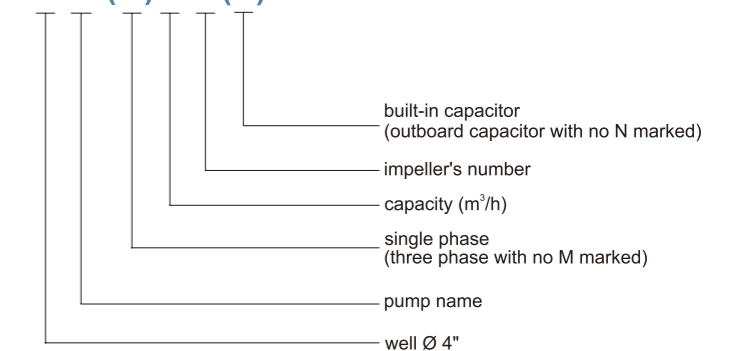 built-in capacitor
(outboard capacitor with no N marked)
impeller's number
capacity (m³/h)
single phase
(three phase with no M marked)
pump name
well Ø 4"